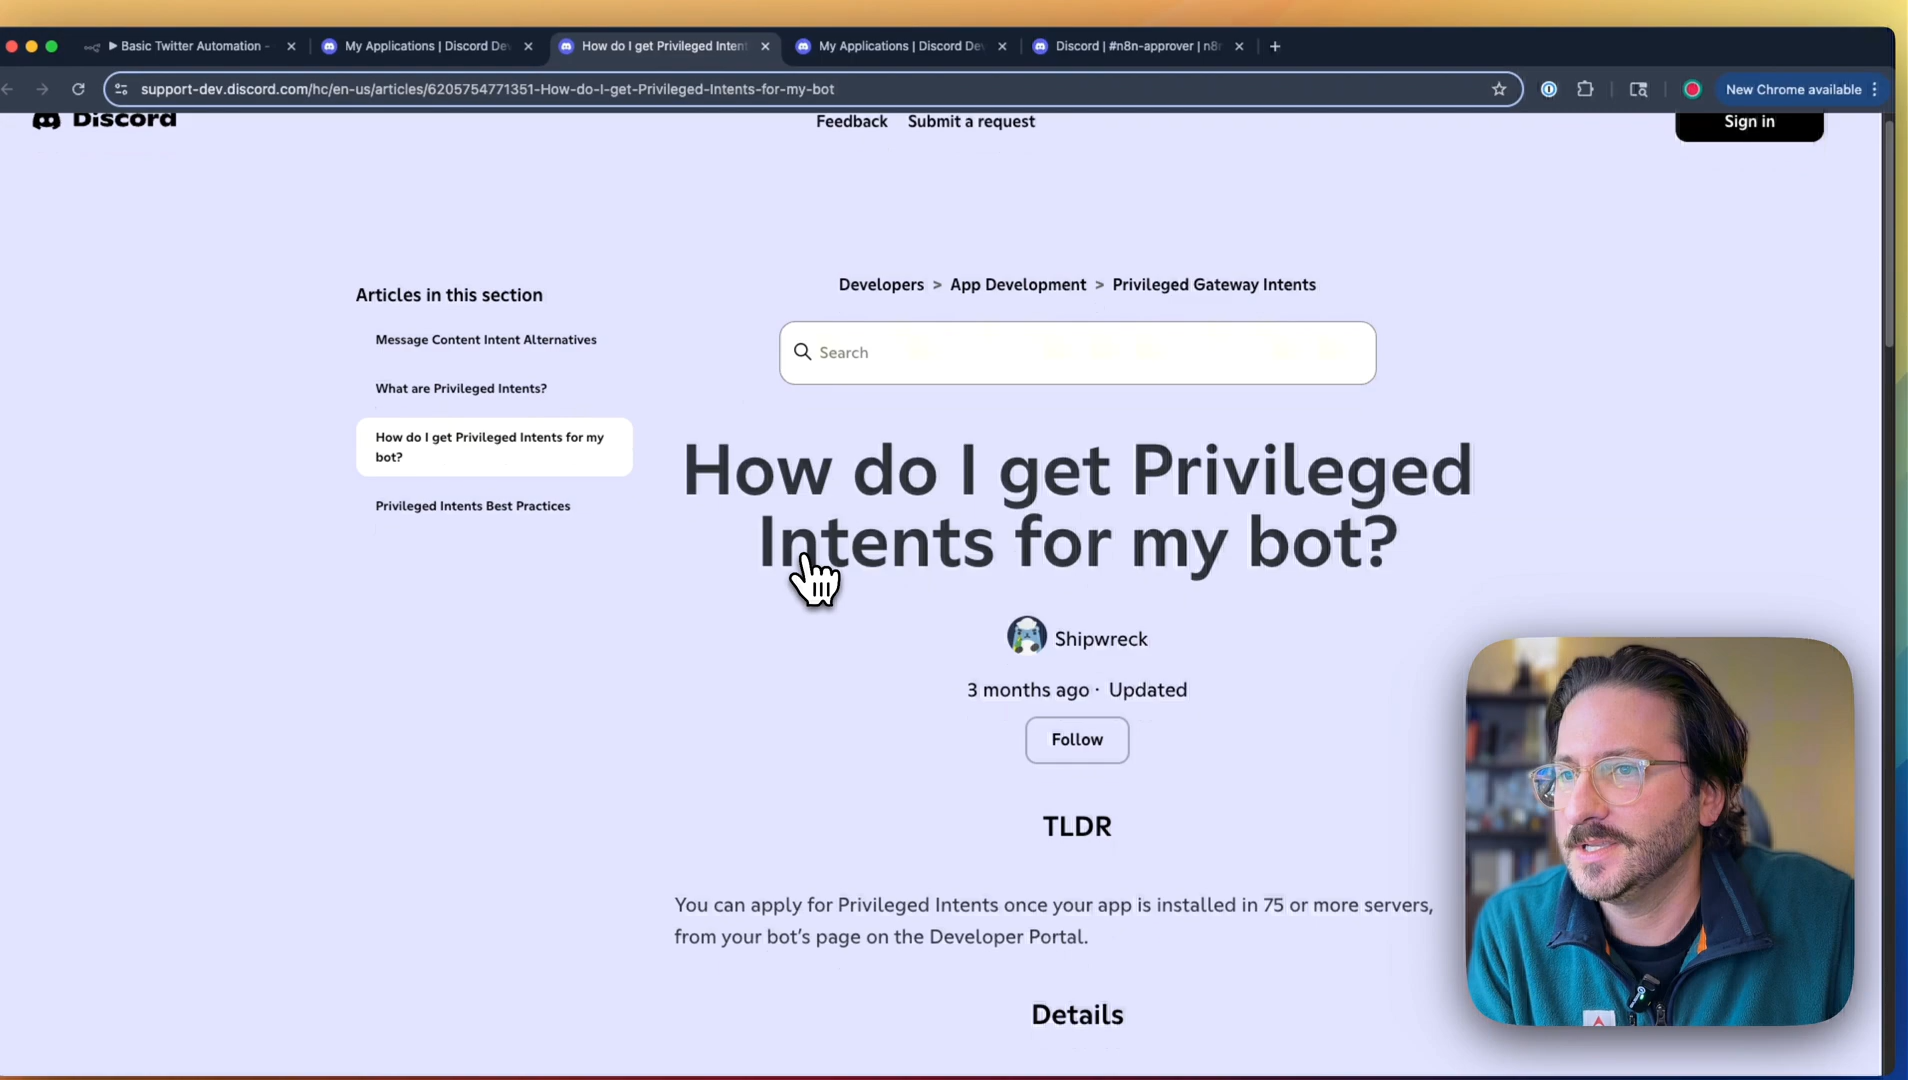 ▶ Basic Twitter Automation -
My Applications | Discord De
How do I get Privileged Inten
My Applications | Discord De
Discord | #n8n-approver | n8
support-dev.discord.com/hc/en-us/articles/6205754771351-How-do-I-get-Privileged-Intents-for-my-bot
New Chrome available
Discord
Feedback
Submit a request
Sign in
Articles in this section
Message Content Intent Alternatives
What are Privileged Intents?
How do I get Privileged Intents for my
bot?
Privileged Intents Best Practices
Developers > App Development > Privileged Gateway Intents
Search
How do I get Privileged
Intents for my bot?
Shipwreck
3 months ago · Updated
Follow
TLDR
You can apply for Privileged Intents once your app is installed in 75 or more servers,
from your bot’s page on the Developer Portal.
Details